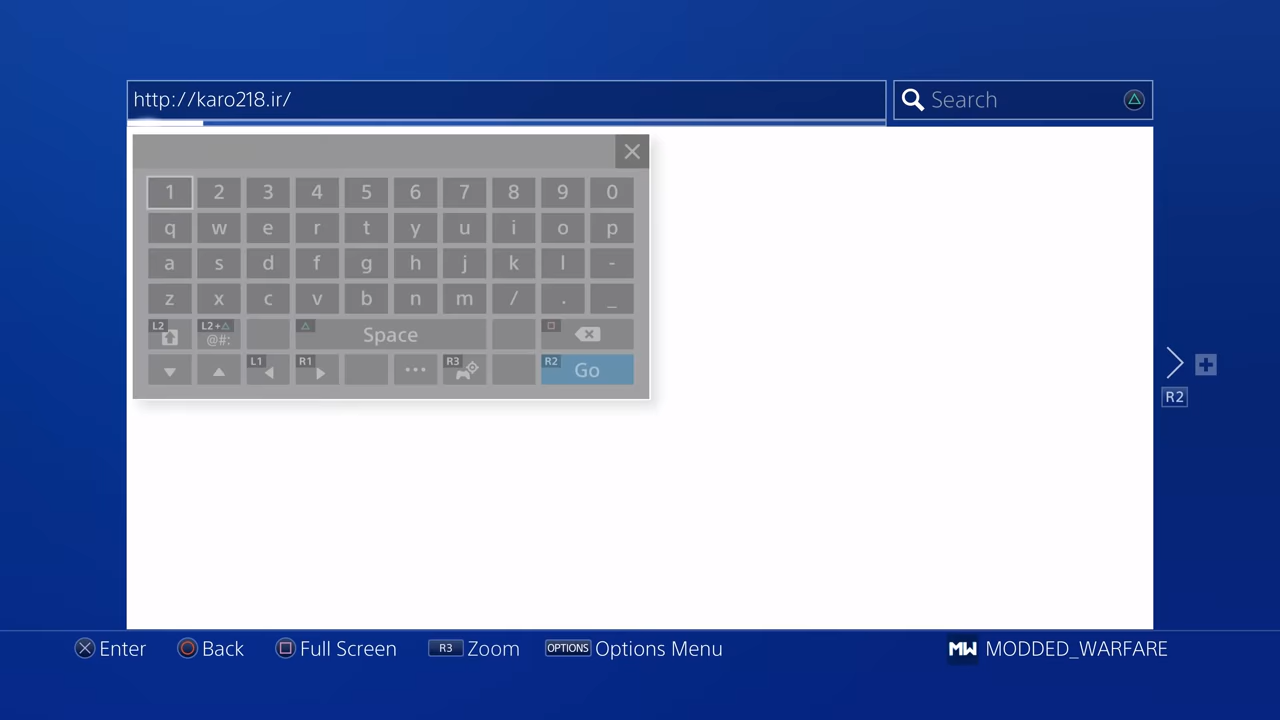 http://karo218.ir/
Search
1 2 3 4 5 6 7 8 9 0
q w e r t y u i o p
a s d f g h j k l -
z x c v b n m / . _
L2 L2+△ @#: △ Space □
L1 R1 ... R3 R2 Go
R2
Enter Back Full Screen R3 Zoom OPTIONS Options Menu MW MODDED_WARFARE